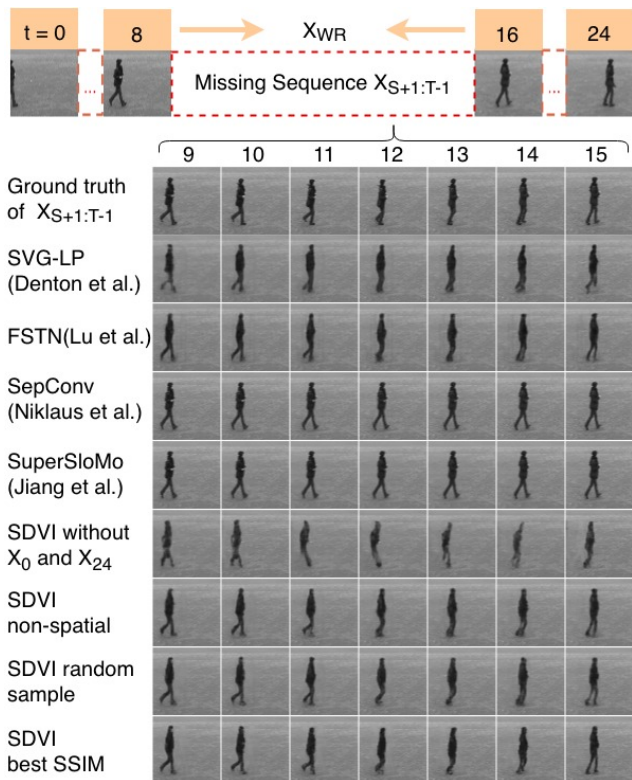 t = 0 8 X_WR 16 24
... Missing Sequence X_S+1:T-1 ...
9 10 11 12 13 14 15
Ground truth
of X_S+1:T-1
SVG-LP
(Denton et al.)
FSTN(Lu et al.)
SepConv
(Niklaus et al.)
SuperSloMo
(Jiang et al.)
SDVI without
X_0 and X_24
SDVI
non-spatial
SDVI random
sample
SDVI
best SSIM